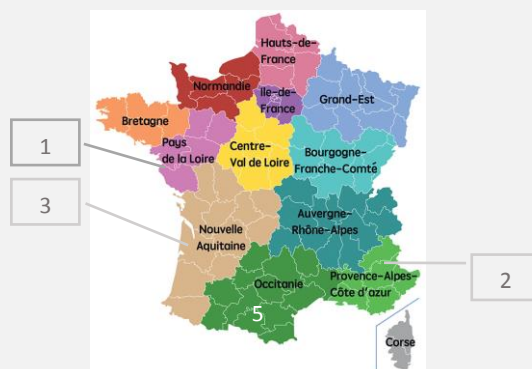 Hauts-de-
France
Normandie
Ile-de-
France
Grand-Est
Bretagne
1
Pays
de la Loire
Centre-
Val de Loire
Bourgogne-
Franche-Comté
3
Nouvelle
Aquitaine
Auvergne-
Rhône-Alpes
2
Occitanie
Provence-Alpes-
Côte d'azur
5
Corse